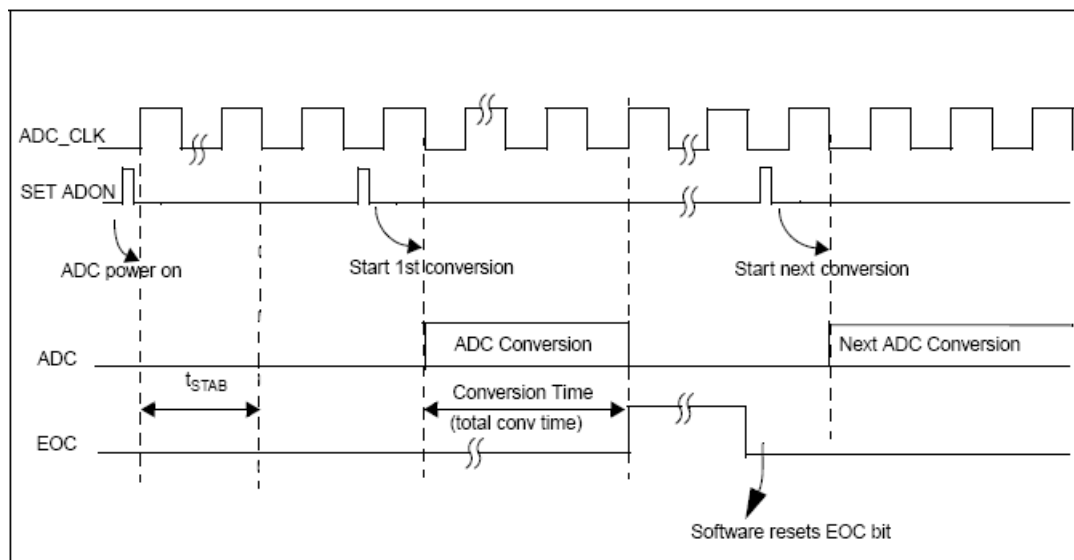 ADC_CLK
SET ADON
ADC power on
Start 1st conversion
Start next conversion
ADC Conversion
Next ADC Conversion
ADC
tSTAB
Conversion Time
(total conv time)
EOC
Software resets EOC bit